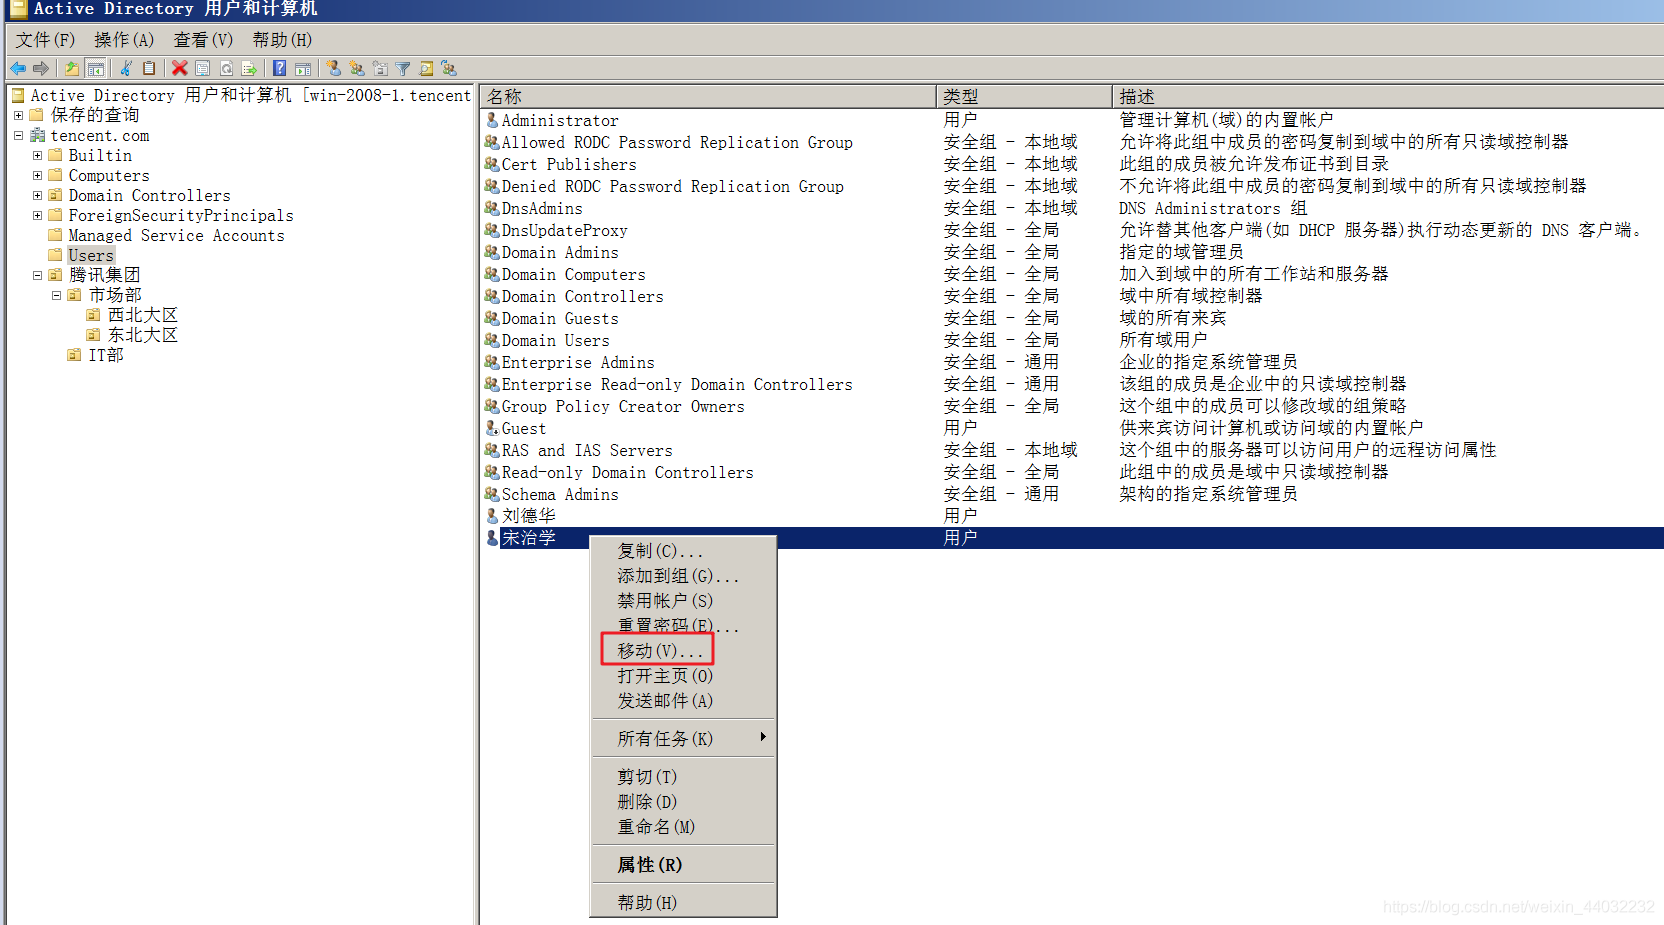 Active Directory 用户和计算机
文件(F) 操作(A) 查看(V) 帮助(H)
Active Directory 用户和计算机 [win-2008-1.tencent
保存的查询
tencent.com
Builtin
Computers
Domain Controllers
ForeignSecurityPrincipals
Managed Service Accounts
Users
腾讯集团
市场部
西北大区
东北大区
IT部
名称 类型 描述
Administrator 用户 管理计算机(域)的内置帐户
Allowed RODC Password Replication Group 安全组 - 本地域 允许将此组中成员的密码复制到域中的所有只读域控制器
Cert Publishers 安全组 - 本地域 此组的成员被允许发布证书到目录
Denied RODC Password Replication Group 安全组 - 本地域 不允许将此组中成员的密码复制到域中的所有只读域控制器
DnsAdmins 安全组 - 本地域 DNS Administrators 组
DnsUpdateProxy 安全组 - 全局 允许替其他客户端(如 DHCP 服务器)执行动态更新的 DNS 客户端。
Domain Admins 安全组 - 全局 指定的域管理员
Domain Computers 安全组 - 全局 加入到域中的所有工作站和服务器
Domain Controllers 安全组 - 全局 域中所有域控制器
Domain Guests 安全组 - 全局 域的所有来宾
Domain Users 安全组 - 全局 所有域用户
Enterprise Admins 安全组 - 通用 企业的指定系统管理员
Enterprise Read-only Domain Controllers 安全组 - 通用 该组的成员是企业中的只读域控制器
Group Policy Creator Owners 安全组 - 全局 这个组中的成员可以修改域的组策略
Guest 用户 供来宾访问计算机或访问域的内置帐户
RAS and IAS Servers 安全组 - 本地域 这个组中的服务器可以访问用户的远程访问属性
Read-only Domain Controllers 安全组 - 全局 此组中的成员是域中只读域控制器
Schema Admins 安全组 - 通用 架构的指定系统管理员
刘德华 用户
宋治学 用户
复制(C)...
添加到组(G)...
禁用帐户(S)
重置密码(E)...
移动(V)...
打开主页(O)
发送邮件(A)
所有任务(K)
剪切(T)
删除(D)
重命名(M)
属性(R)
帮助(H)
https://blog.csdn.net/weixin_44032232